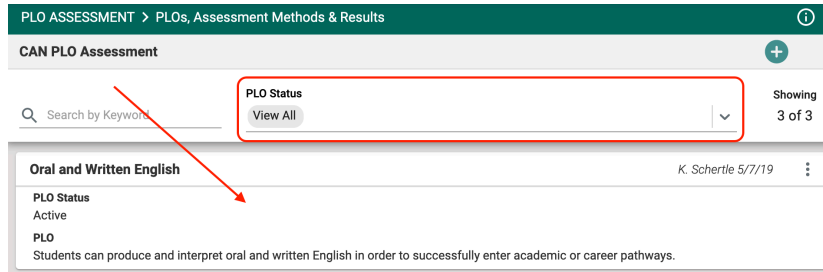 PLO ASSESSMENT > PLOs, Assessment Methods & Results
CAN PLO Assessment
Search by Keyword
PLO Status
View All
Showing
3 of 3
Oral and Written English
K. Schertle 5/7/19
PLO Status
Active
PLO
Students can produce and interpret oral and written English in order to successfully enter academic or career pathways.